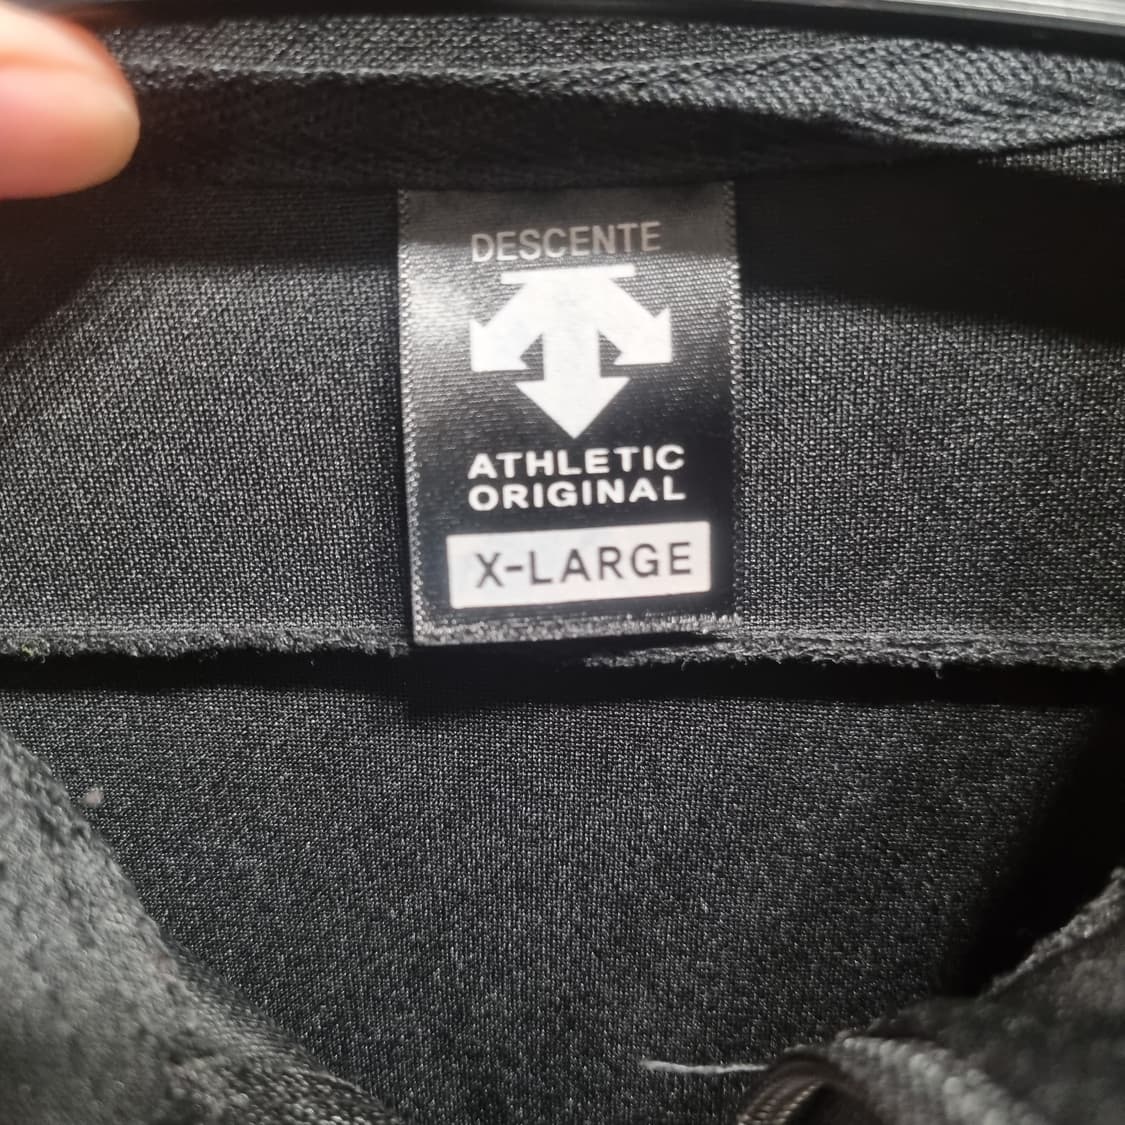 DESCENTE
ATHLETIC
ORIGINAL
X-LARGE